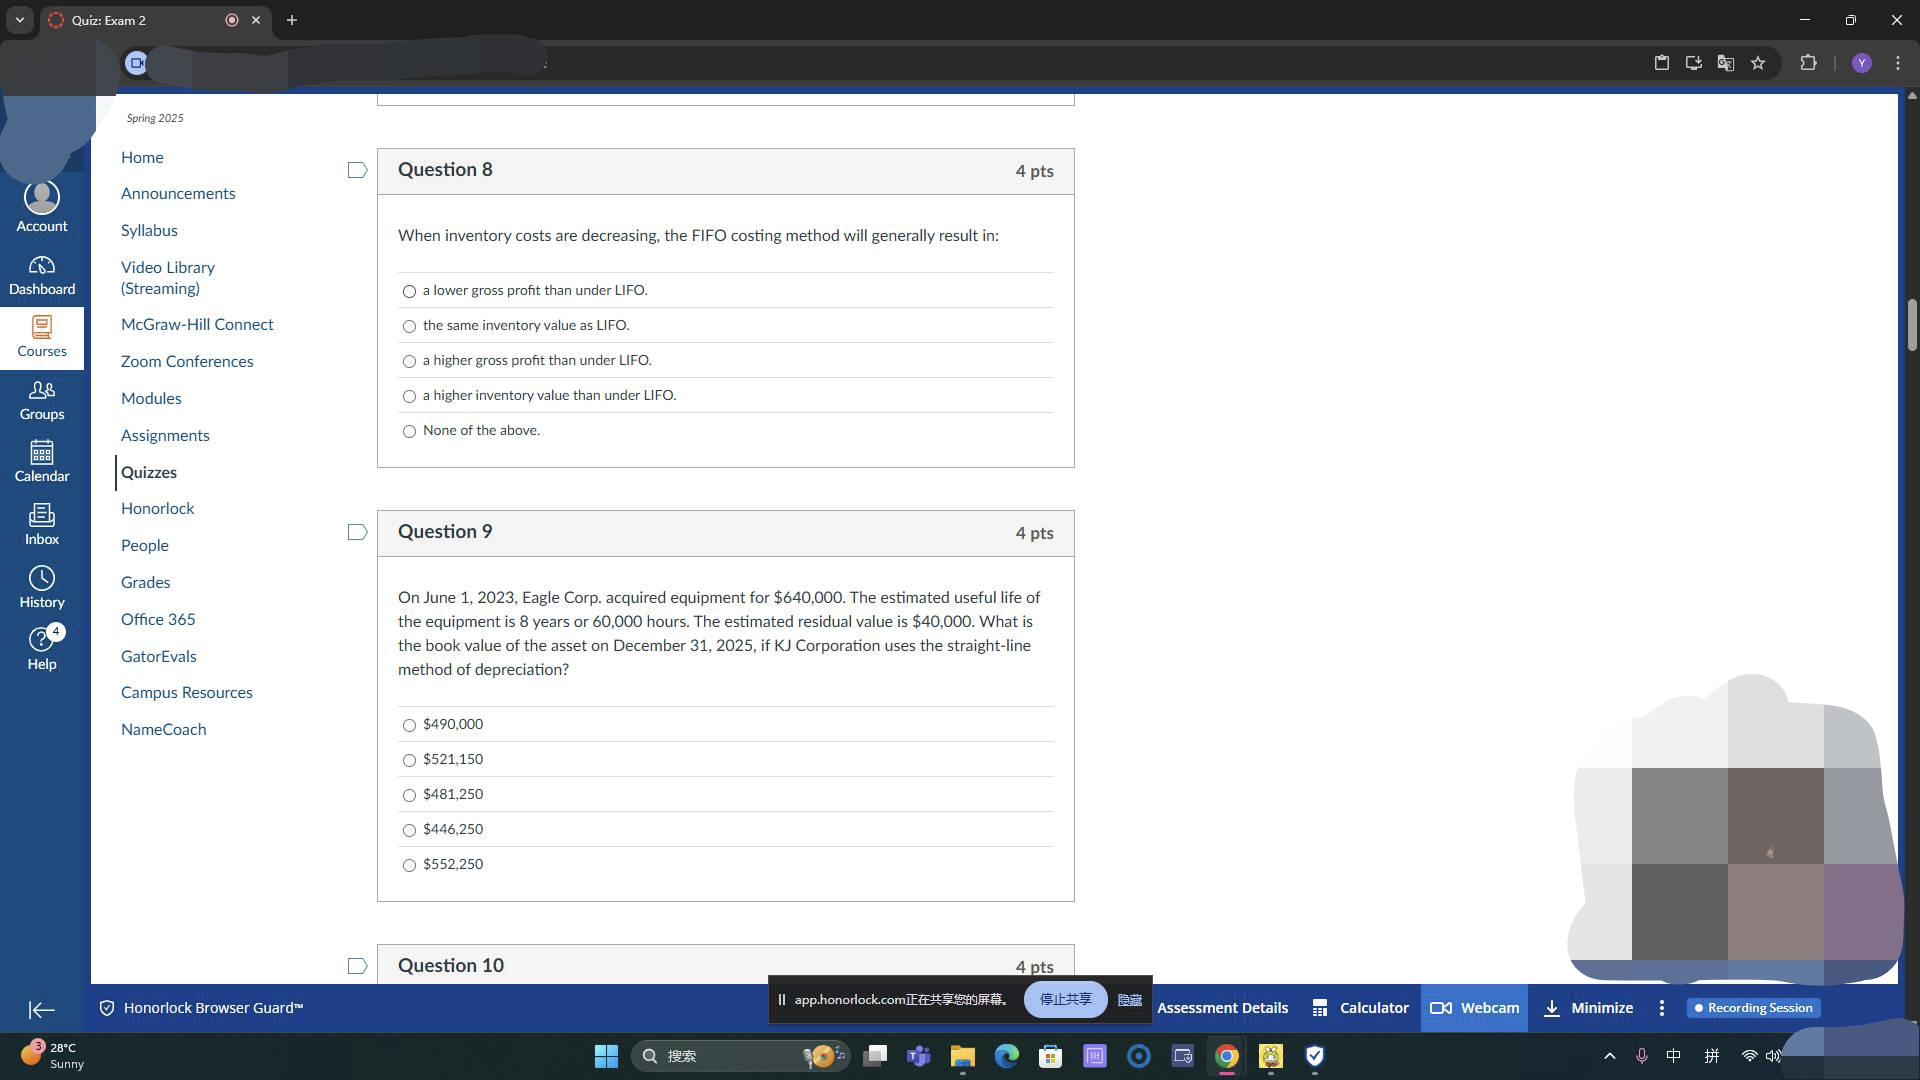 Quiz: Exam 2
Y
Spring 2025
Home
Announcements
Syllabus
Video Library
(Streaming)
McGraw-Hill Connect
Zoom Conferences
Modules
Assignments
Quizzes
Honorlock
People
Grades
Office 365
GatorEvals
Campus Resources
NameCoach
Account
Dashboard
Courses
Groups
Calendar
Inbox
History
4
Help
Question 8
4 pts
When inventory costs are decreasing, the FIFO costing method will generally result in:
a lower gross profit than under LIFO.
the same inventory value as LIFO.
a higher gross profit than under LIFO.
a higher inventory value than under LIFO.
None of the above.
Question 9
4 pts
On June 1, 2023, Eagle Corp. acquired equipment for $640,000. The estimated useful life of
the equipment is 8 years or 60,000 hours. The estimated residual value is $40,000. What is
the book value of the asset on December 31, 2025, if KJ Corporation uses the straight-line
method of depreciation?
$490,000
$521,150
$481,250
$446,250
$552,250
Question 10
4 pts
Honorlock Browser Guard™
app.honorlock.com正在共享您的屏幕。
停止共享
隐藏
Assessment Details
Calculator
Webcam
Minimize
Recording Session
3
28°C
Sunny
搜索
中
拼